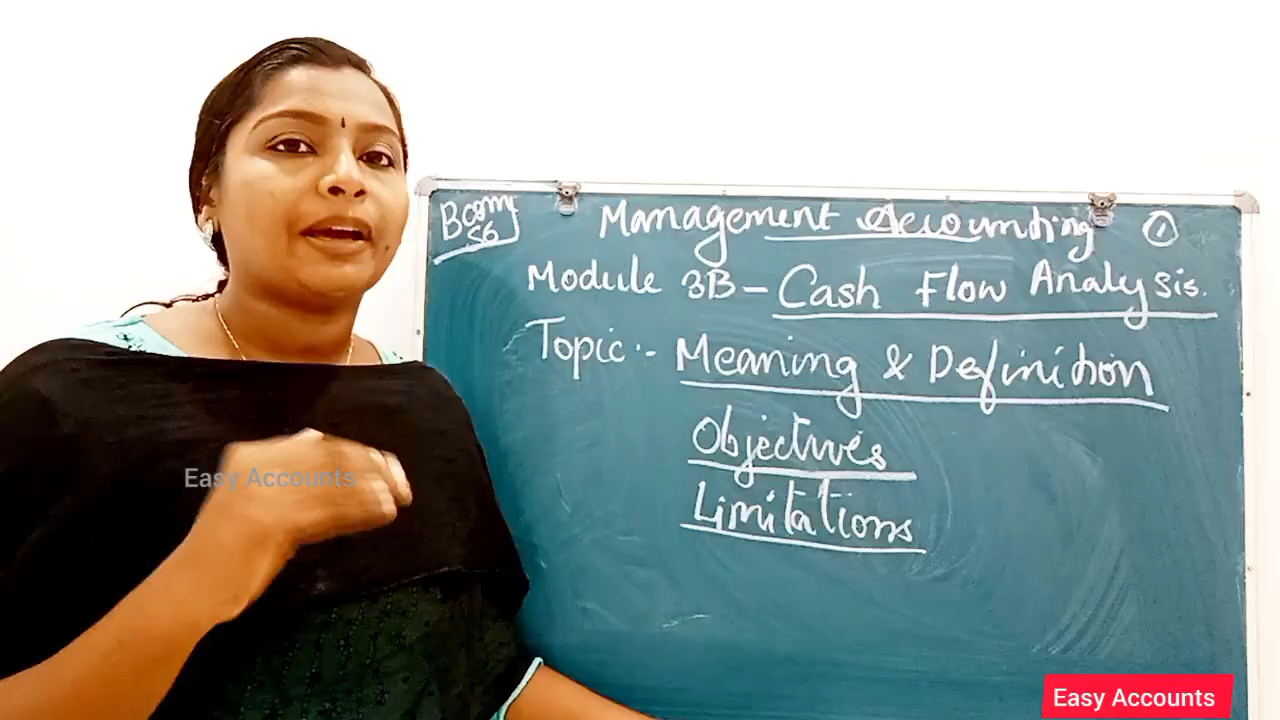 Bcom
S6
Management Accounting 1
Module 3B - Cash Flow Analysis.
Topic:- Meaning & Definition
Objectives
Limitations
Easy Accounts
Easy Accounts